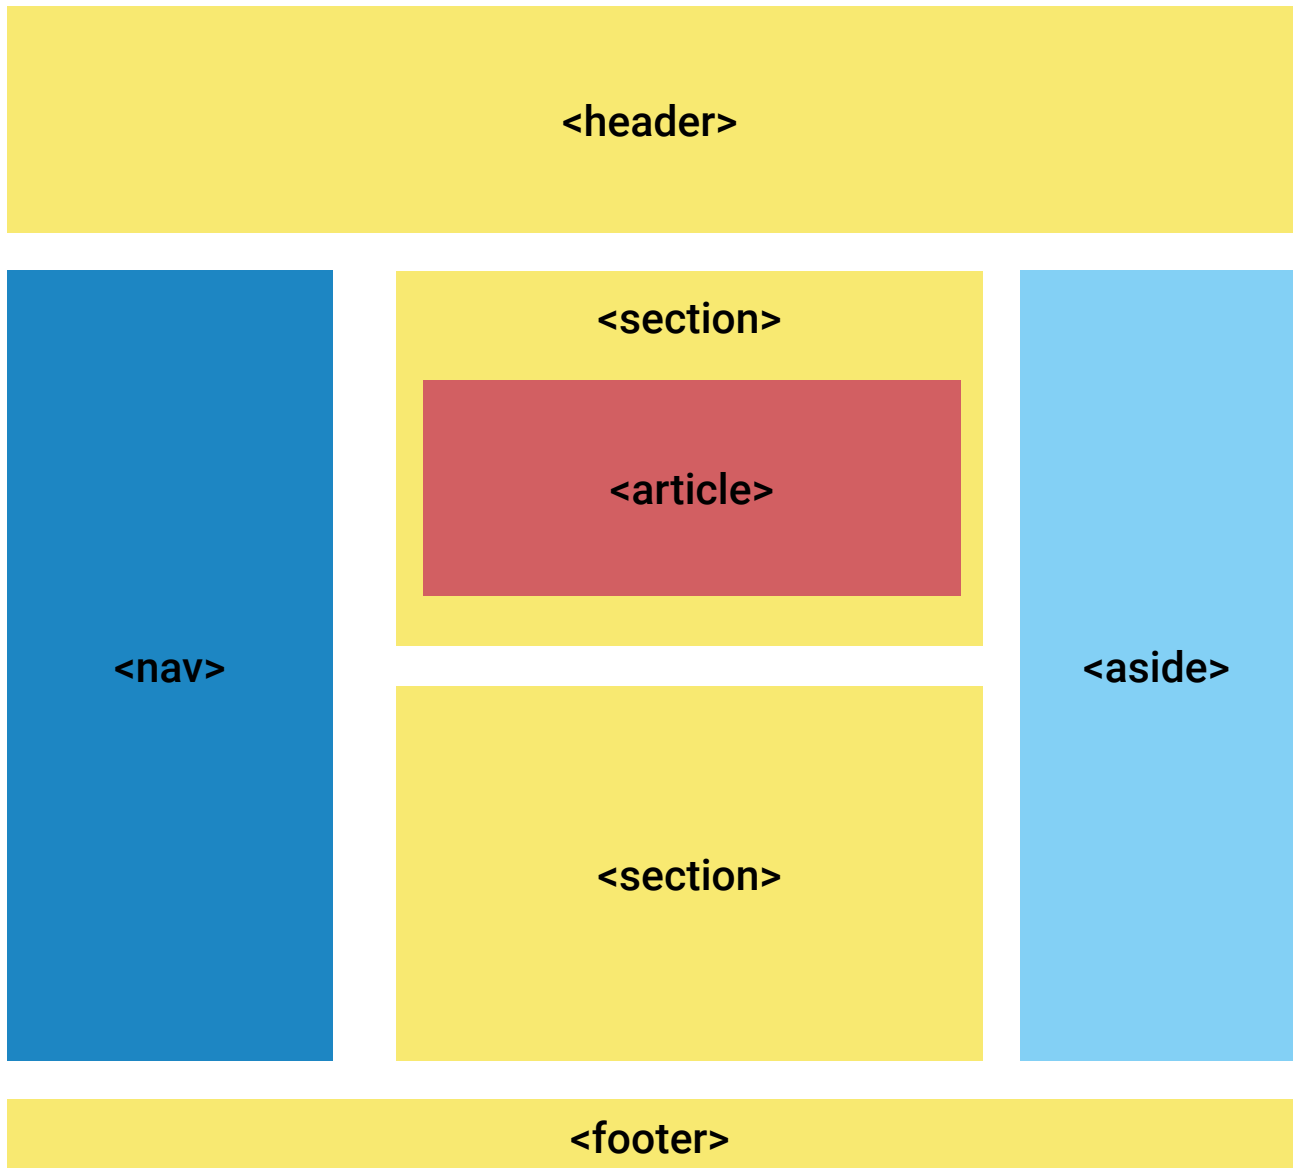 <header>
<nav>
<section>
<article>
<section>
<aside>
<footer>